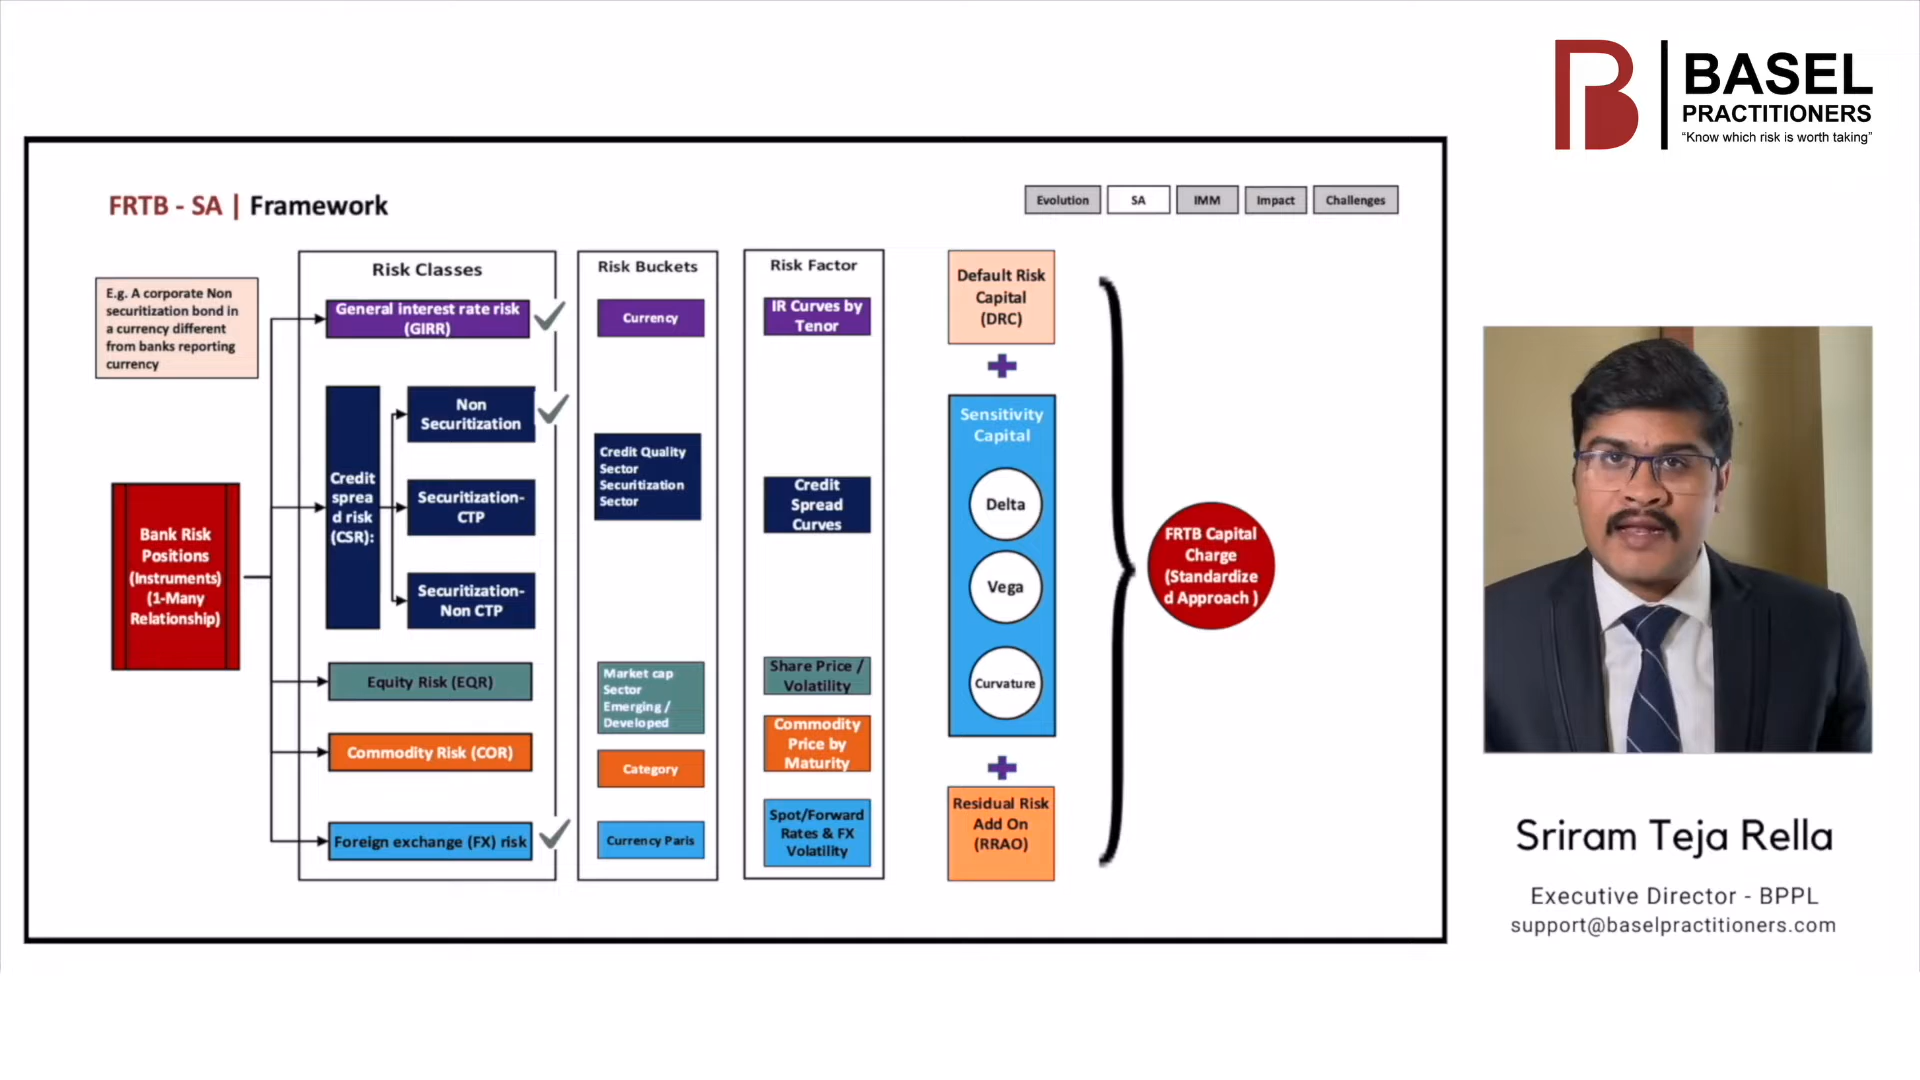 BASEL
PRACTITIONERS
“Know which risk is worth taking”
FRTB - SA | Framework
Evolution
SA
IMM
Impact
Challenges
E.g. A corporate Non
securitization bond in
a currency different
from banks reporting
currency
Bank Risk
Positions
(Instruments)
(1-Many
Relationship)
Risk Classes
General interest rate risk
(GIRR)
Credit
sprea
d risk
(CSR):
Non
Securitization
Securitization-
CTP
Securitization-
Non CTP
Equity Risk (EQR)
Commodity Risk (COR)
Foreign exchange (FX) risk
Risk Buckets
Currency
Credit Quality
Sector
Securitization
Sector
Market cap
Sector
Emerging /
Developed
Category
Currency Paris
Risk Factor
IR Curves by
Tenor
Credit
Spread
Curves
Share Price /
Volatility
Commodity
Price by
Maturity
Spot/Forward
Rates & FX
Volatility
Default Risk
Capital
(DRC)
Sensitivity
Capital
Delta
Vega
Curvature
Residual Risk
Add On
(RRAO)
FRTB Capital
Charge
(Standardize
d Approach )
Sriram Teja Rella
Executive Director - BPPL
support@baselpractitioners.com